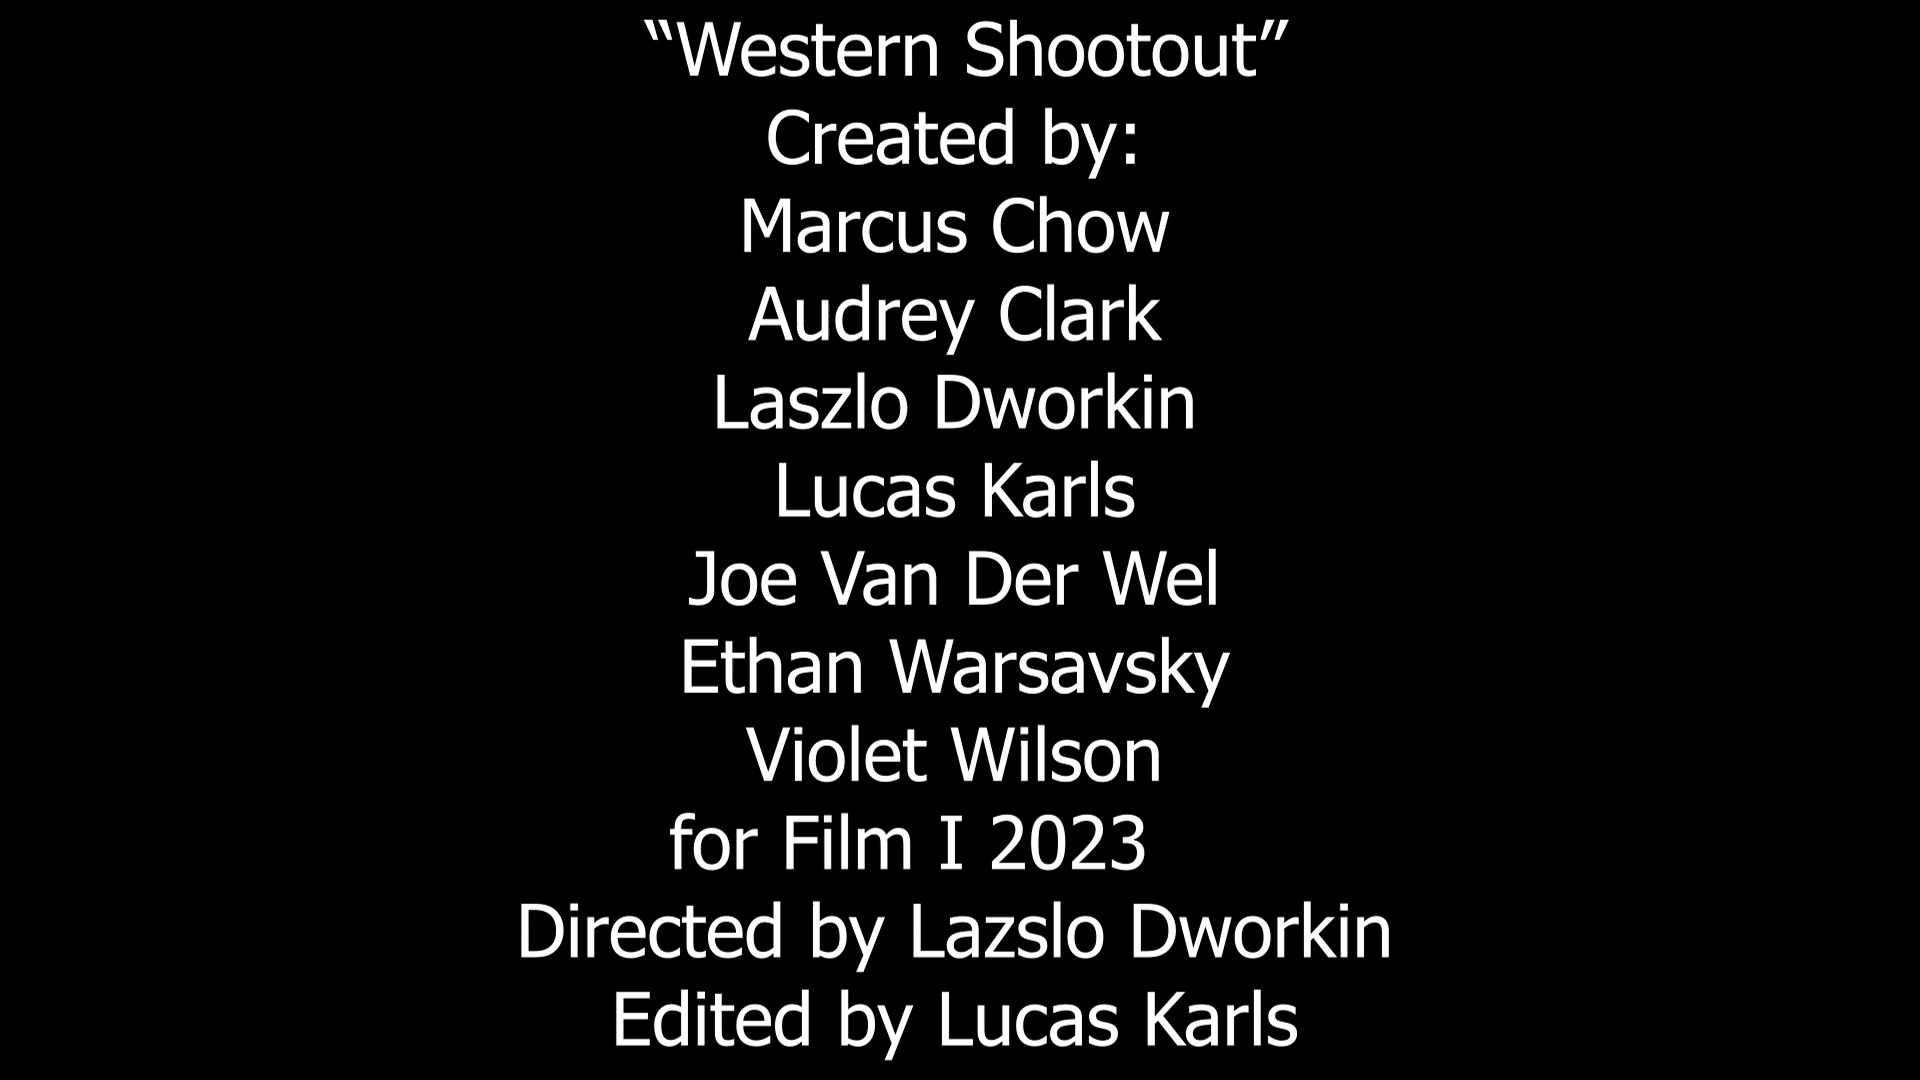 “Western Shootout”
Created by:
Marcus Chow
Audrey Clark
Laszlo Dworkin
Lucas Karls
Joe Van Der Wel
Ethan Warsavsky
Violet Wilson
for Film I 2023
Directed by Lazslo Dworkin
Edited by Lucas Karls